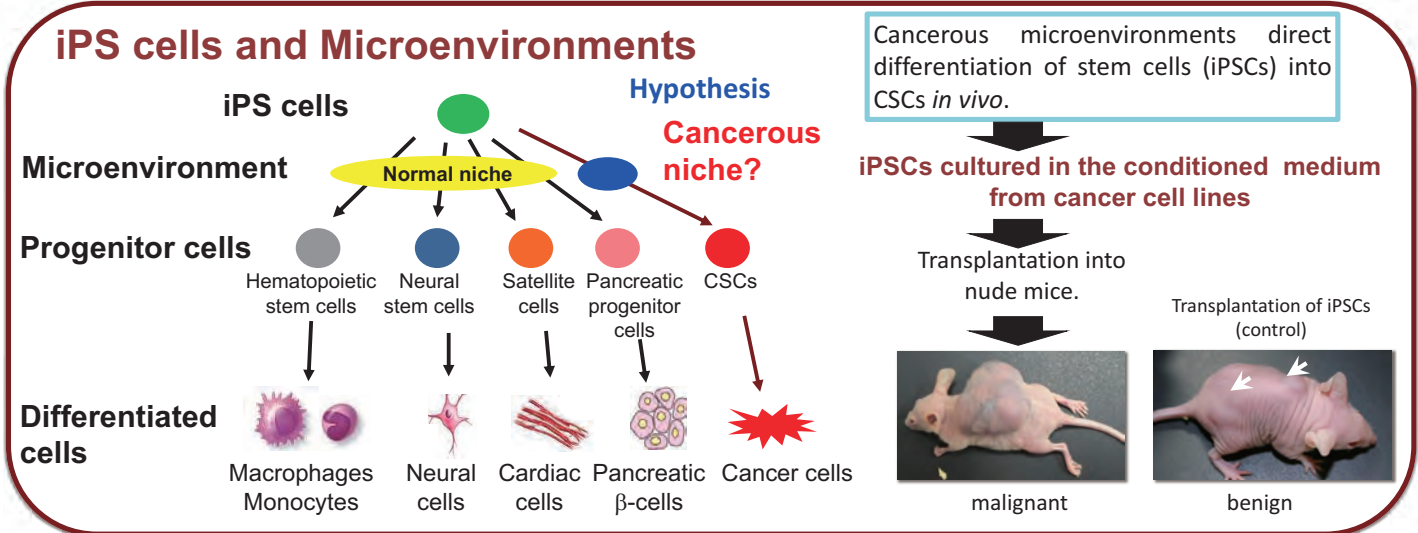 iPS cells and Microenvironments
iPS cells
Hypothesis
Cancerous
niche?
Microenvironment
Normal niche
Progenitor cells
Hematopoietic
stem cells
Neural
stem cells
Satellite
cells
Pancreatic
progenitor
cells
CSCs
Differentiated
cells
Macrophages
Monocytes
Neural
cells
Cardiac
cells
Pancreatic
β-cells
Cancer cells
Cancerous microenvironments direct
differentiation of stem cells (iPSCs) into
CSCs in vivo.
iPSCs cultured in the conditioned medium
from cancer cell lines
Transplantation into
nude mice.
Transplantation of iPSCs
(control)
malignant
benign